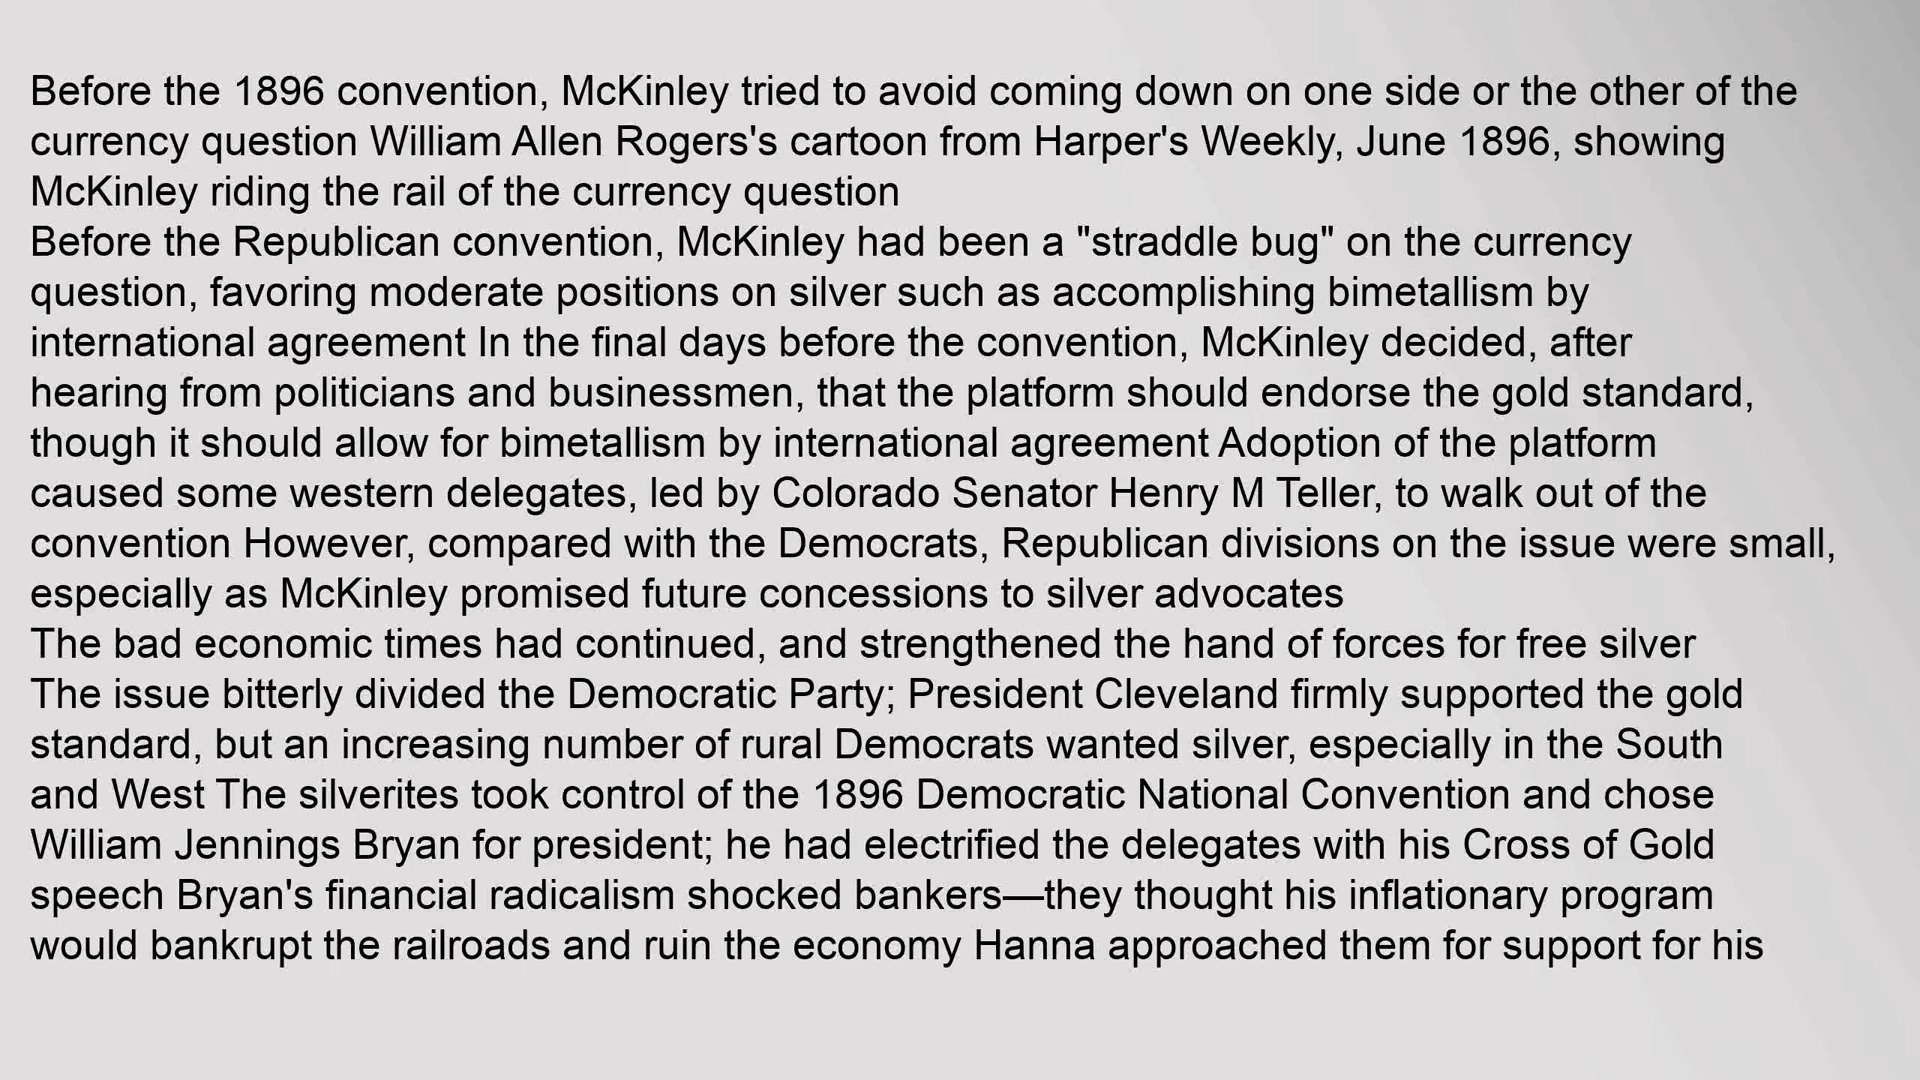 Before the 1896 convention, McKinley tried to avoid coming down on one side or the other of the
currency question William Allen Rogers's cartoon from Harper's Weekly, June 1896, showing
McKinley riding the rail of the currency question
Before the Republican convention, McKinley had been a "straddle bug" on the currency
question, favoring moderate positions on silver such as accomplishing bimetallism by
international agreement In the final days before the convention, McKinley decided, after
hearing from politicians and businessmen, that the platform should endorse the gold standard,
though it should allow for bimetallism by international agreement Adoption of the platform
caused some western delegates, led by Colorado Senator Henry M Teller, to walk out of the
convention However, compared with the Democrats, Republican divisions on the issue were small,
especially as McKinley promised future concessions to silver advocates
The bad economic times had continued, and strengthened the hand of forces for free silver
The issue bitterly divided the Democratic Party; President Cleveland firmly supported the gold
standard, but an increasing number of rural Democrats wanted silver, especially in the South
and West The silverites took control of the 1896 Democratic National Convention and chose
William Jennings Bryan for president; he had electrified the delegates with his Cross of Gold
speech Bryan's financial radicalism shocked bankers—they thought his inflationary program
would bankrupt the railroads and ruin the economy Hanna approached them for support for his